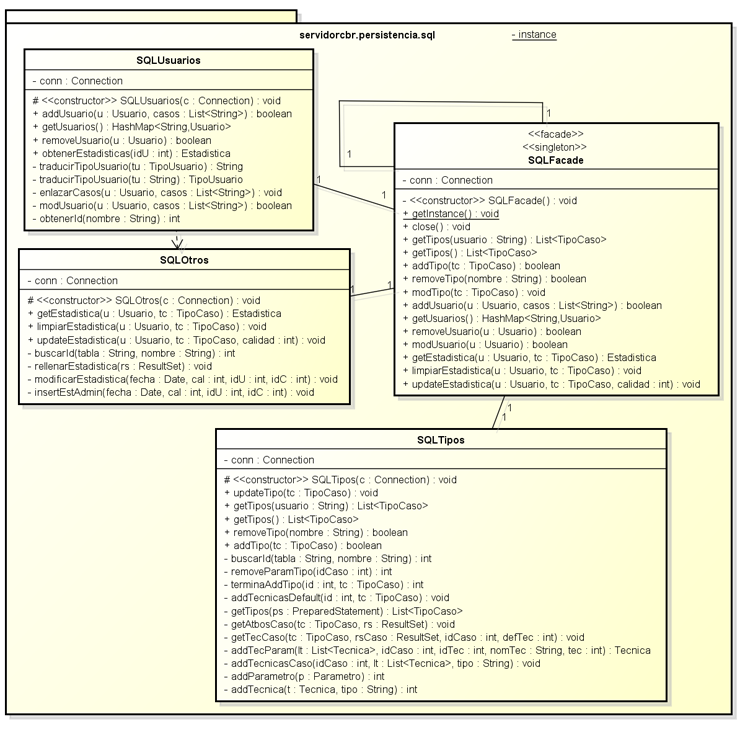 servidorcbr.persistencia.sql
- instance
SQLUsuarios
- conn : Connection
# <<constructor>> SQLUsuarios(c : Connection) : void
+ addUsuario(u : Usuario, casos : List<String>) : boolean
+ getUsuarios() : HashMap<String,Usuario>
+ removeUsuario(u : Usuario) : boolean
+ obtenerEstadisticas(idU : int) : Estadistica
- traducirTipoUsuario(tu : TipoUsuario) : String
- traducirTipoUsuario(tu : String) : TipoUsuario
- enlazarCasos(u : Usuario, casos : List<String>) : void
- modUsuario(u : Usuario, casos : List<String>) : boolean
- obtenerId(nombre : String) : int
1
1
<<facade>>
<<singleton>>
SQLFacade
- conn : Connection
- <<constructor>> SQLFacade() : void
+ getInstance() : void
+ close() : void
+ getTipos(usuario : String) : List<TipoCaso>
+ getTipos() : List<TipoCaso>
+ addTipo(tc : TipoCaso) : boolean
+ removeTipo(nombre : String) : boolean
+ modTipo(tc : TipoCaso) : void
+ addUsuario(u : Usuario, casos : List<String>) : boolean
+ getUsuarios() : HashMap<String,Usuario>
+ removeUsuario(u : Usuario) : boolean
+ modUsuario(u : Usuario) : boolean
+ getEstadistica(u : Usuario, tc : TipoCaso) : Estadistica
+ limpiarEstadistica(u : Usuario, tc : TipoCaso) : void
+ updateEstadistica(u : Usuario, tc : TipoCaso, calidad : int) : void
1
1
SQLOtros
- conn : Connection
# <<constructor>> SQLOtros(c : Connection) : void
+ getEstadistica(u : Usuario, tc : TipoCaso) : Estadistica
+ limpiarEstadistica(u : Usuario, tc : TipoCaso) : void
+ updateEstadistica(u : Usuario, tc : TipoCaso, calidad : int) : void
- buscarId(tabla : String, nombre : String) : int
- rellenarEstadistica(rs : ResultSet) : void
- modificarEstadistica(fecha : Date, cal : int, idU : int, idC : int) : void
- insertEstAdmin(fecha : Date, cal : int, idU : int, idC : int) : void
1
1
1
1
SQLTipos
- conn : Connection
# <<constructor>> SQLTipos(c : Connection) : void
+ updateTipo(tc : TipoCaso) : void
+ getTipos(usuario : String) : List<TipoCaso>
+ getTipos() : List<TipoCaso>
+ removeTipo(nombre : String) : boolean
+ addTipo(tc : TipoCaso) : boolean
- buscarId(tabla : String, nombre : String) : int
- removeParamTipo(idCaso : int) : int
- terminaAddTipo(id : int, tc : TipoCaso) : int
- addTecnicasDefault(id : int, tc : TipoCaso) : void
- getTipos(ps : PreparedStatement) : List<TipoCaso>
- getAtbosCaso(tc : TipoCaso, rs : ResultSet) : void
- getTecCaso(tc : TipoCaso, rsCaso : ResultSet, idCaso : int, defTec : int) : void
- addTecParam(lt : List<Tecnica>, idCaso : int, idTec : int, nomTec : String, tec : int) : Tecnica
- addTecnicasCaso(idCaso : int, lt : List<Tecnica>, tipo : String) : void
- addParametro(p : Parametro) : int
- addTecnica(t : Tecnica, tipo : String) : int